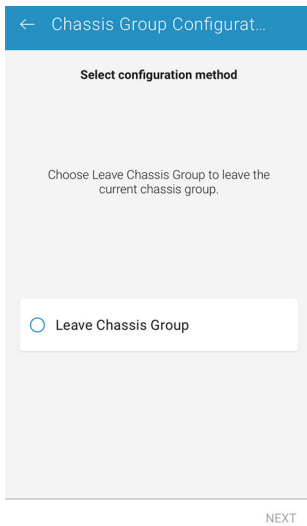 Chassis Group Configurat...
Select configuration method
Choose Leave Chassis Group to leave the
current chassis group.
Leave Chassis Group
NEXT